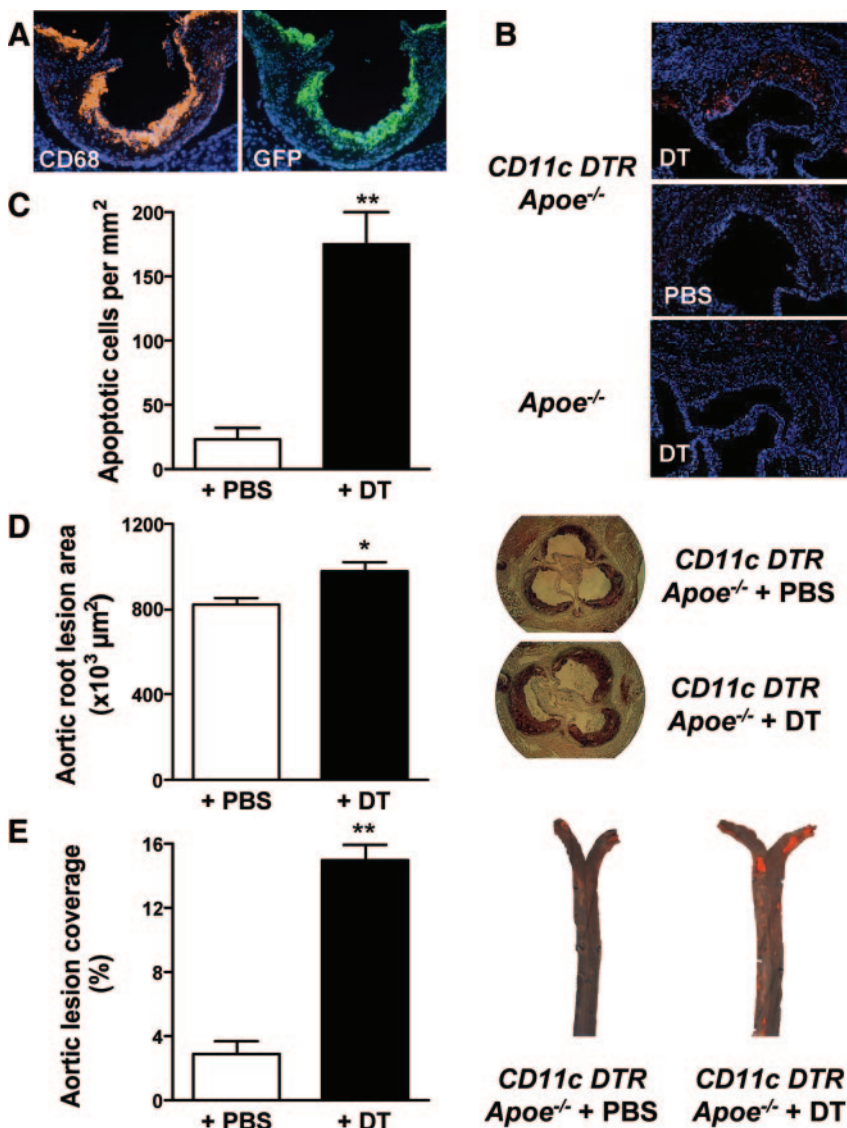 A
CD68
GFP
B
CD11c DTR
Apoe-/-
DT
PBS
Apoe-/-
DT
C
Apoptotic cells per mm2
200
150
100
50
0
**
+ PBS
+ DT
D
Aortic root lesion area
(x10³ µm²)
1200
800
400
0
*
+ PBS
+ DT
CD11c DTR
Apoe-/- + PBS
CD11c DTR
Apoe-/- + DT
E
Aortic lesion coverage
(%)
16
12
8
4
0
**
+ PBS
+ DT
CD11c DTR
Apoe-/- + PBS
CD11c DTR
Apoe-/- + DT